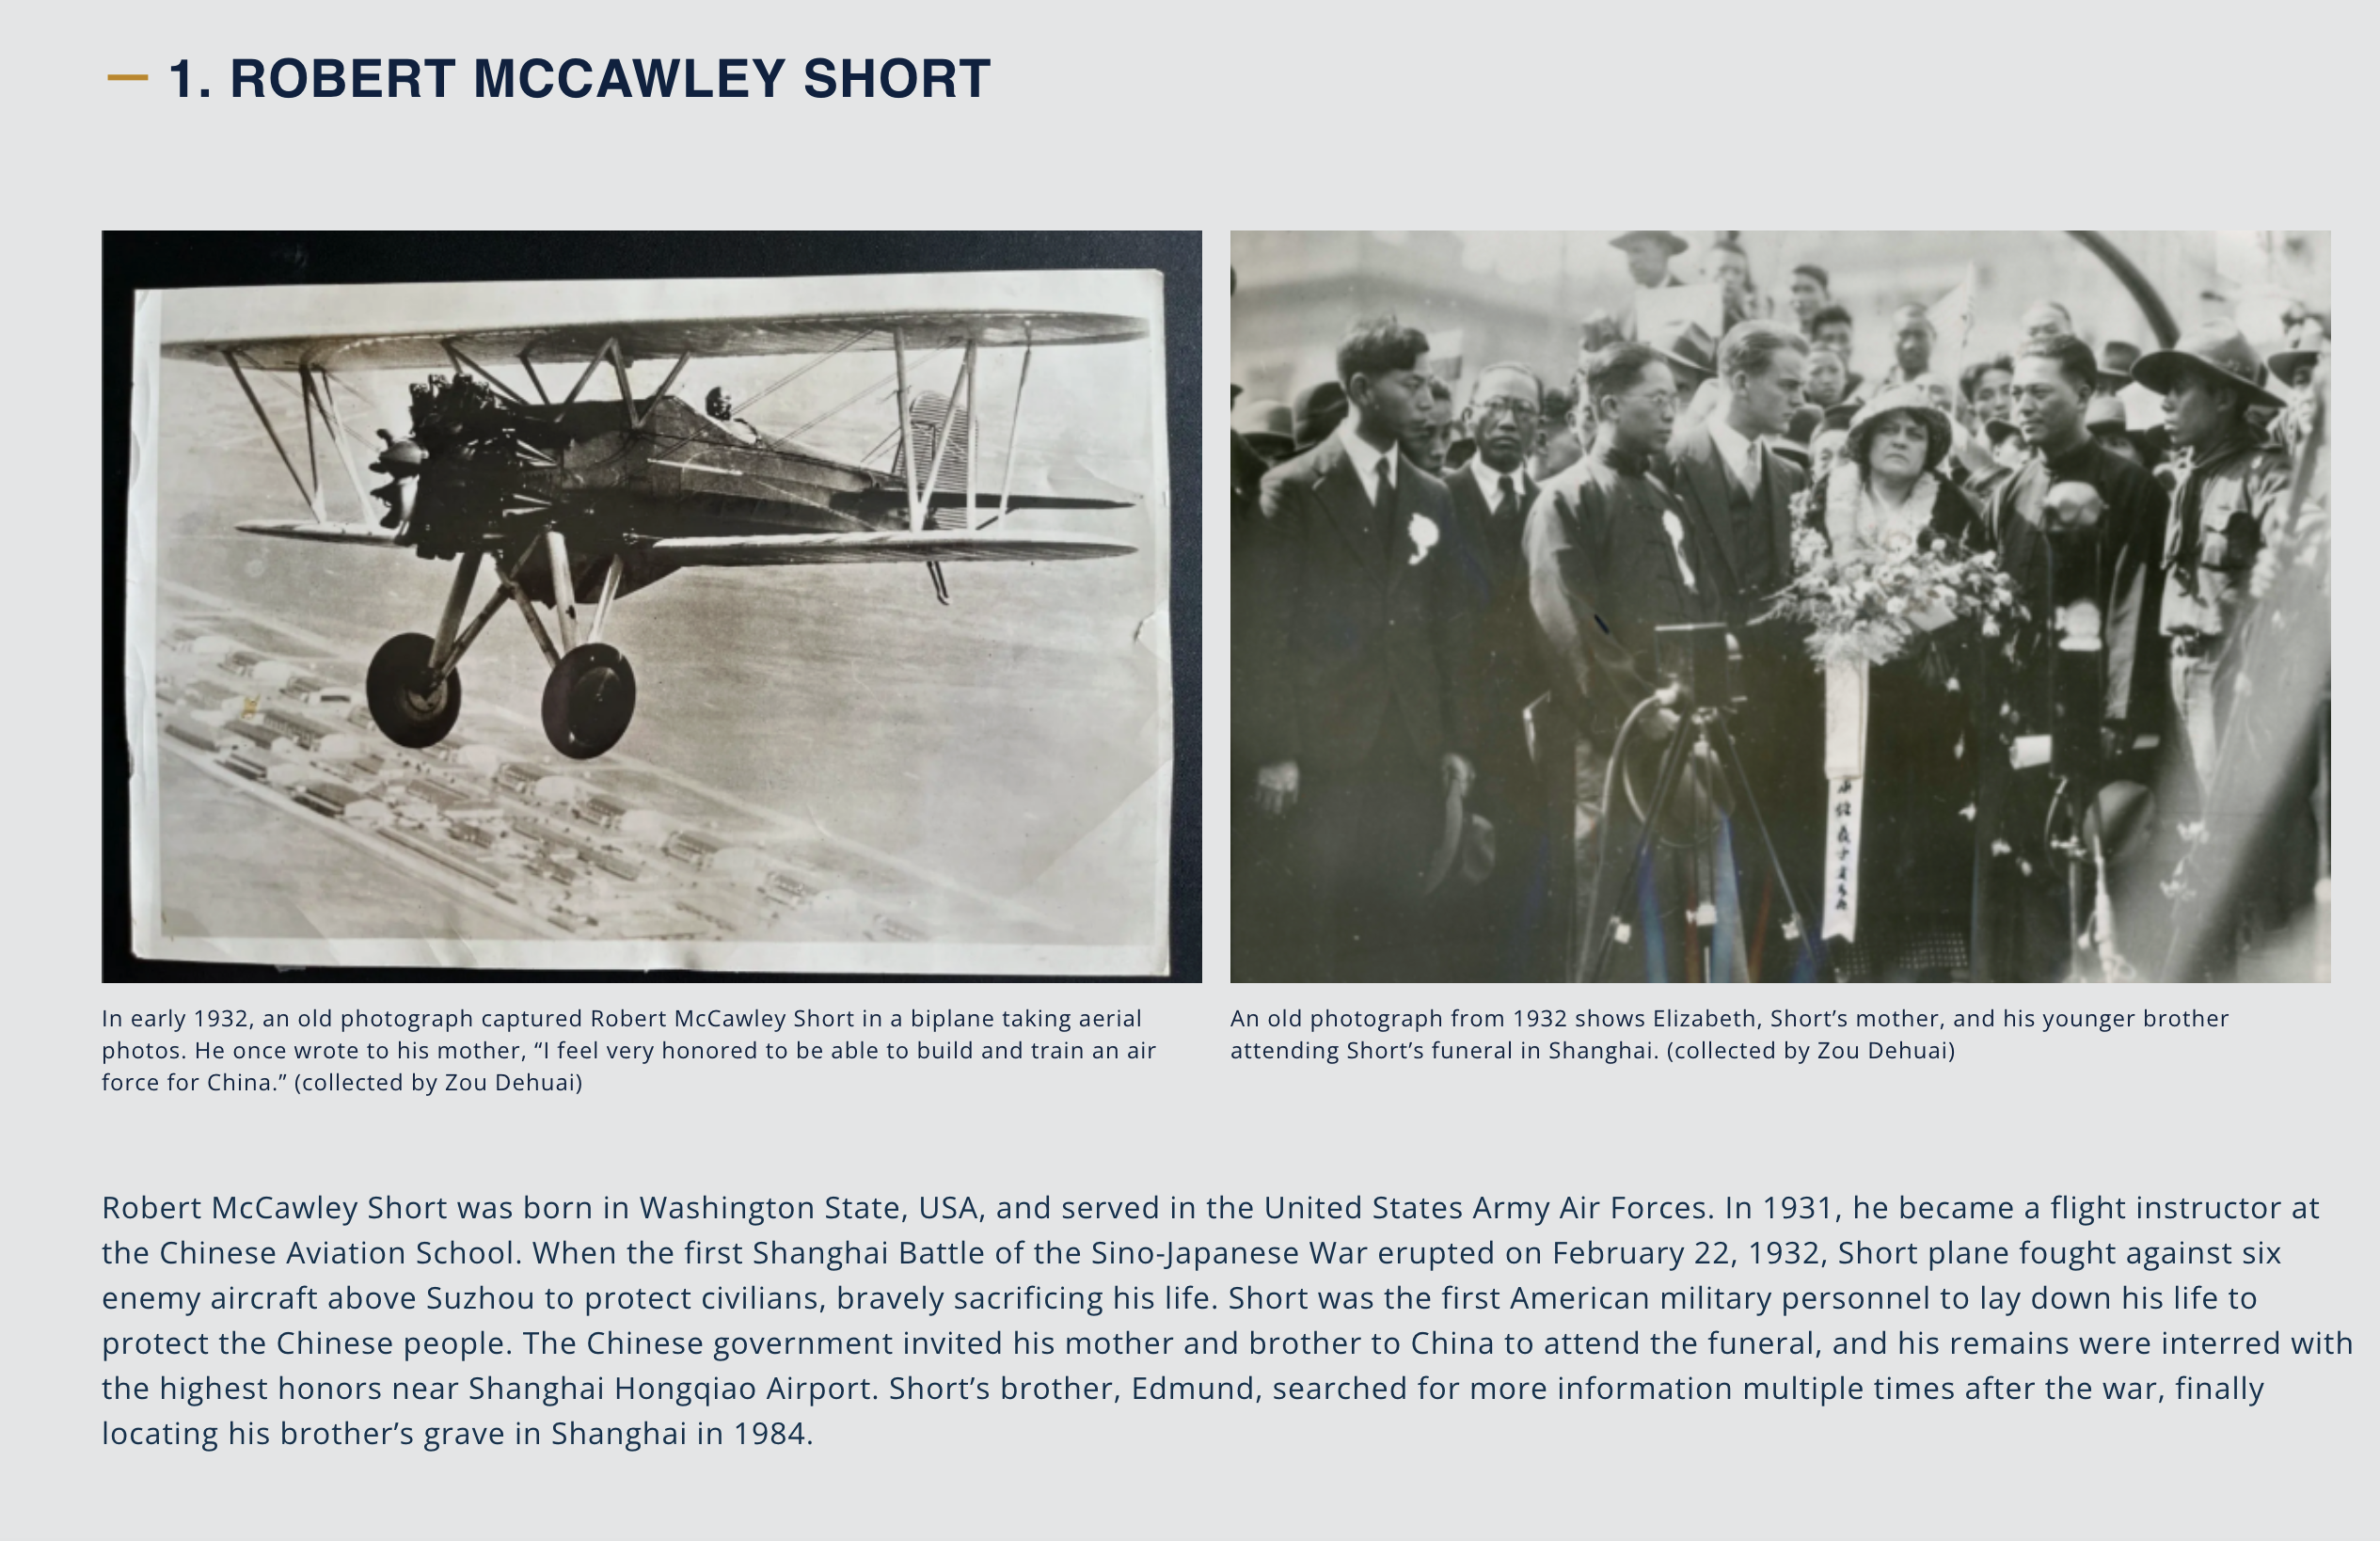 — 1. ROBERT MCCAWLEY SHORT
In early 1932, an old photograph captured Robert McCawley Short in a biplane taking aerial
photos. He once wrote to his mother, “I feel very honored to be able to build and train an air
force for China.” (collected by Zou Dehuai)
An old photograph from 1932 shows Elizabeth, Short’s mother, and his younger brother
attending Short’s funeral in Shanghai. (collected by Zou Dehuai)
Robert McCawley Short was born in Washington State, USA, and served in the United States Army Air Forces. In 1931, he became a flight instructor at
the Chinese Aviation School. When the first Shanghai Battle of the Sino-Japanese War erupted on February 22, 1932, Short plane fought against six
enemy aircraft above Suzhou to protect civilians, bravely sacrificing his life. Short was the first American military personnel to lay down his life to
protect the Chinese people. The Chinese government invited his mother and brother to China to attend the funeral, and his remains were interred with
the highest honors near Shanghai Hongqiao Airport. Short’s brother, Edmund, searched for more information multiple times after the war, finally
locating his brother’s grave in Shanghai in 1984.